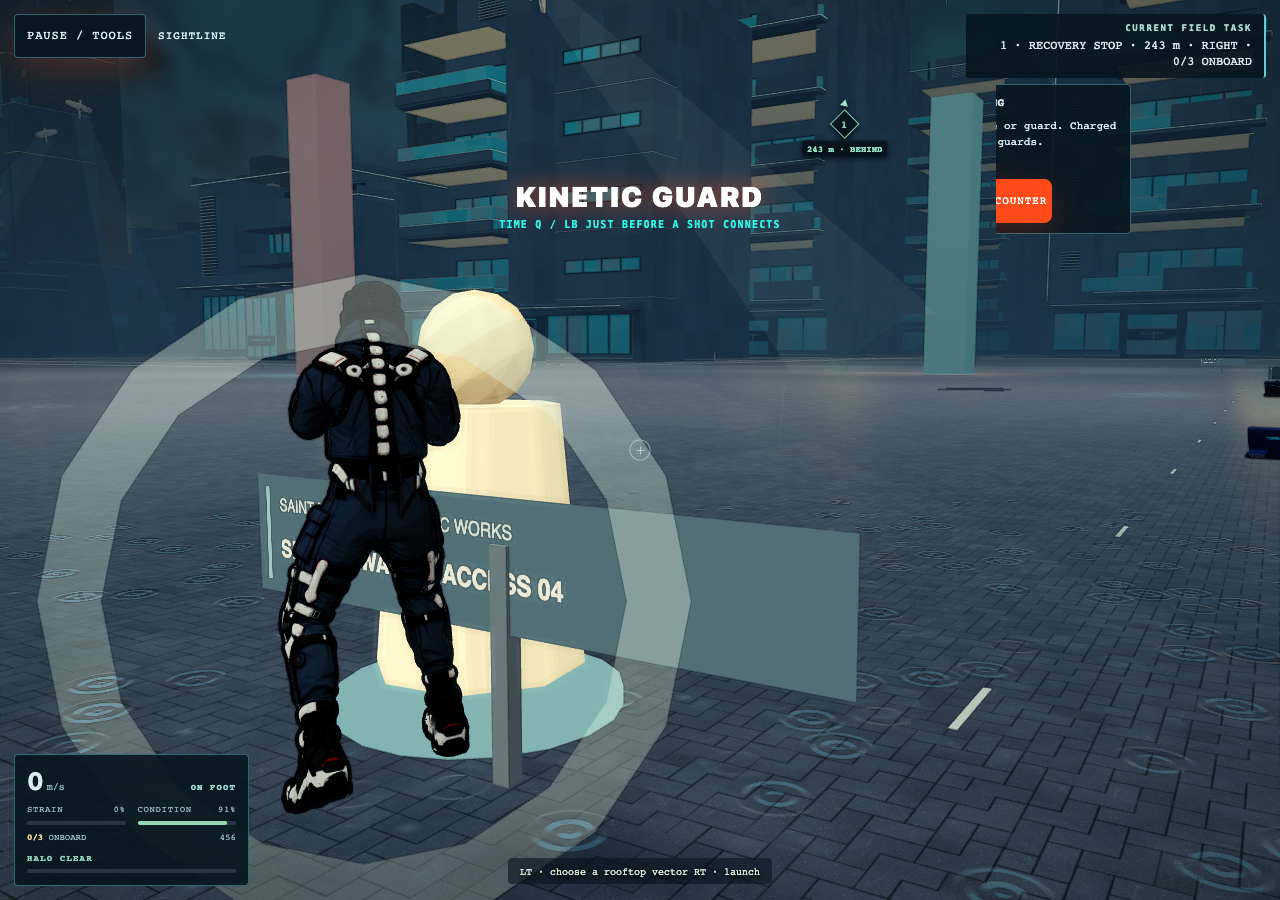 PAUSE / TOOLS
SIGHTLINE
CURRENT FIELD TASK
1 · RECOVERY STOP · 243 m · RIGHT ·
0/3 ONBOARD
or guard. Charged
guards.
COUNTER
1
243 m · BEHIND
KINETIC GUARD
TIME Q / LB JUST BEFORE A SHOT CONNECTS
SAINT
WORKS
ACCESS 04
0 m/s
ON FOOT
STRAIN 0% CONDITION 91%
0/3 ONBOARD 456
HALO CLEAR
LT · choose a rooftop vector RT · launch